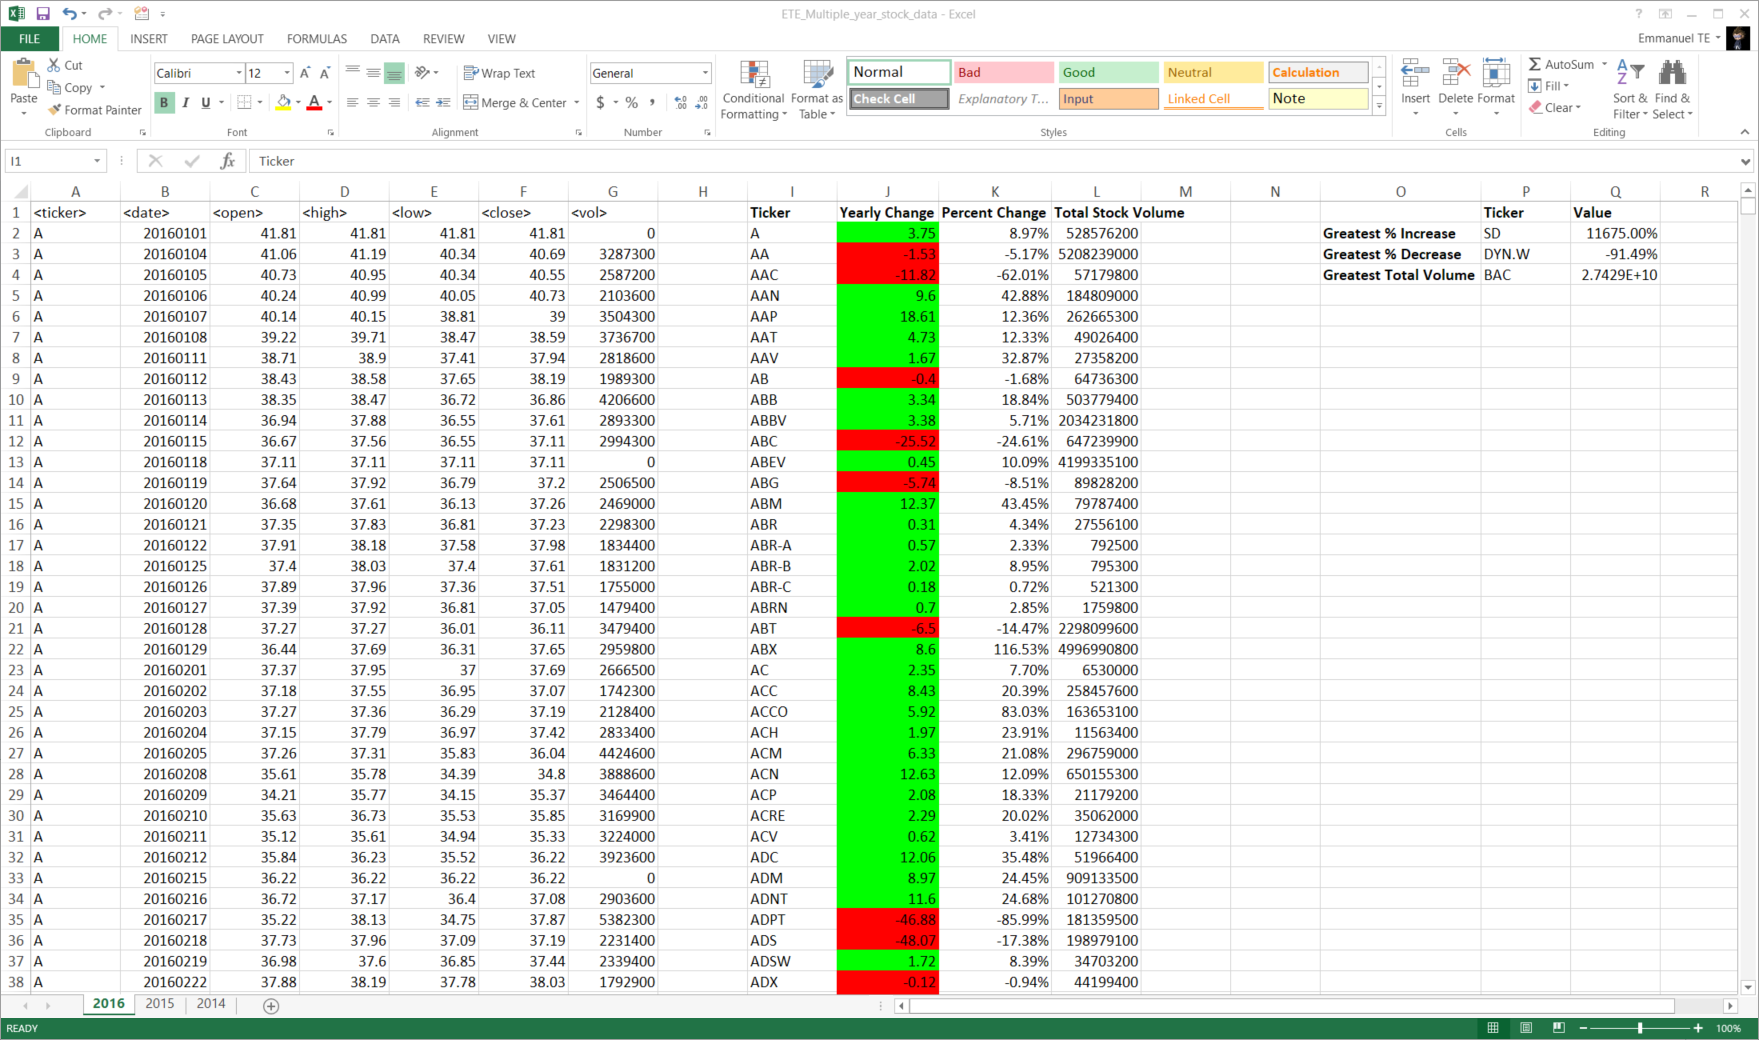 ETE_Multiple_year_stock_data - Excel
FILE HOME INSERT PAGE LAYOUT FORMULAS DATA REVIEW VIEW Emmanuel TE
Cut
Copy
Format Painter
Paste
Clipboard
Calibri 12
B I U
Font
Wrap Text
Merge & Center
Alignment
General
$ % ,
Number
Conditional Formatting
Format as Table
Normal Bad Good Neutral Calculation
Check Cell Explanatory T... Input Linked Cell Note
Styles
Insert Delete Format
Cells
AutoSum
Fill
Clear
Sort & Filter
Find & Select
Editing
I1 fx Ticker
A B C D E F G H I J K L M N O P Q R
1 <ticker> <date> <open> <high> <low> <close> <vol> Ticker Yearly Change Percent Change Total Stock Volume Ticker Value
2 A 20160101 41.81 41.81 41.81 41.81 0 A 3.75 8.97% 528576200 Greatest % Increase SD 11675.00%
3 A 20160104 41.06 41.19 40.34 40.69 3287300 AA -1.53 -5.17% 5208239000 Greatest % Decrease DYN.W -91.49%
4 A 20160105 40.73 40.95 40.34 40.55 2587200 AAC -11.82 -62.01% 57179800 Greatest Total Volume BAC 2.7429E+10
5 A 20160106 40.24 40.99 40.05 40.73 2103600 AAN 9.6 42.88% 184809000
6 A 20160107 40.14 40.15 38.81 39 3504300 AAP 18.61 12.36% 262665300
7 A 20160108 39.22 39.71 38.47 38.59 3736700 AAT 4.73 12.33% 49026400
8 A 20160111 38.71 38.9 37.41 37.94 2818600 AAV 1.67 32.87% 27358200
9 A 20160112 38.43 38.58 37.65 38.19 1989300 AB -0.4 -1.68% 64736300
10 A 20160113 38.35 38.47 36.72 36.86 4206600 ABB 3.34 18.84% 503779400
11 A 20160114 36.94 37.88 36.55 37.61 2893300 ABBV 3.38 5.71% 2034231800
12 A 20160115 36.67 37.56 36.55 37.11 2994300 ABC -25.52 -24.61% 647239900
13 A 20160118 37.11 37.11 37.11 37.11 0 ABEV 0.45 10.09% 4199335100
14 A 20160119 37.64 37.92 36.79 37.2 2506500 ABG -5.74 -8.51% 89828200
15 A 20160120 36.68 37.61 36.13 37.26 2469000 ABM 12.37 43.45% 79787400
16 A 20160121 37.35 37.83 36.81 37.23 2298300 ABR 0.31 4.34% 27556100
17 A 20160122 37.91 38.18 37.58 37.98 1834400 ABR-A 0.57 2.33% 792500
18 A 20160125 37.4 38.03 37.4 37.61 1831200 ABR-B 2.02 8.95% 795300
19 A 20160126 37.89 37.96 37.36 37.51 1755000 ABR-C 0.18 0.72% 521300
20 A 20160127 37.39 37.92 36.81 37.05 1479400 ABRN 0.7 2.85% 1759800
21 A 20160128 37.27 37.27 36.01 36.11 3479400 ABT -6.5 -14.47% 2298099600
22 A 20160129 36.44 37.69 36.31 37.65 2959800 ABX 8.6 116.53% 4996990800
23 A 20160201 37.37 37.95 37 37.69 2666500 AC 2.35 7.70% 6530000
24 A 20160202 37.18 37.55 36.95 37.07 1742300 ACC 8.43 20.39% 258457600
25 A 20160203 37.27 37.36 36.29 37.19 2128400 ACCO 5.92 83.03% 163653100
26 A 20160204 37.15 37.79 36.97 37.42 2833400 ACH 1.97 23.91% 11563400
27 A 20160205 37.26 37.31 35.83 36.04 4424600 ACM 6.33 21.08% 296759000
28 A 20160208 35.61 35.78 34.39 34.8 3888600 ACN 12.63 12.09% 650155300
29 A 20160209 34.21 35.77 34.15 35.37 3464400 ACP 2.08 18.33% 21179200
30 A 20160210 35.63 36.73 35.53 35.85 3169900 ACRE 2.29 20.02% 35062000
31 A 20160211 35.12 35.61 34.94 35.33 3224000 ACV 0.62 3.41% 12734300
32 A 20160212 35.84 36.23 35.52 36.22 3923600 ADC 12.06 35.48% 51966400
33 A 20160215 36.22 36.22 36.22 36.22 0 ADM 8.97 24.45% 909133500
34 A 20160216 36.72 37.17 36.4 37.08 2903600 ADNT 11.6 24.68% 101270800
35 A 20160217 35.22 38.13 34.75 37.87 5382300 ADPT -46.88 -85.99% 181359500
36 A 20160218 37.73 37.96 37.09 37.19 2231400 ADS -48.07 -17.38% 198979100
37 A 20160219 36.98 37.6 36.85 37.44 2339400 ADSW 1.72 8.39% 34703200
38 A 20160222 37.88 38.19 37.78 38.03 1792900 ADX -0.12 -0.94% 44199400
2016 2015 2014
READY 100%